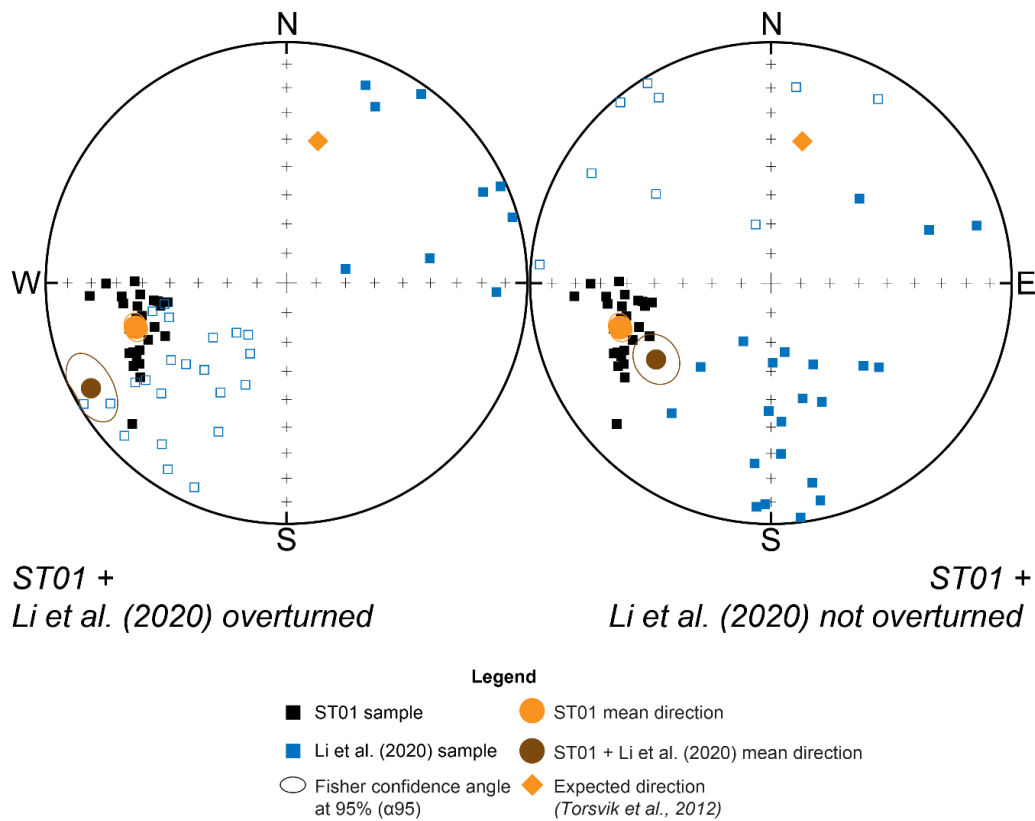 N
N
W
E
S
S
ST01 +
Li et al. (2020) overturned
ST01 +
Li et al. (2020) not overturned
Legend
ST01 sample
ST01 mean direction
Li et al. (2020) sample
ST01 + Li et al. (2020) mean direction
Fisher confidence angle
at 95% (α95)
Expected direction
(Torsvik et al., 2012)